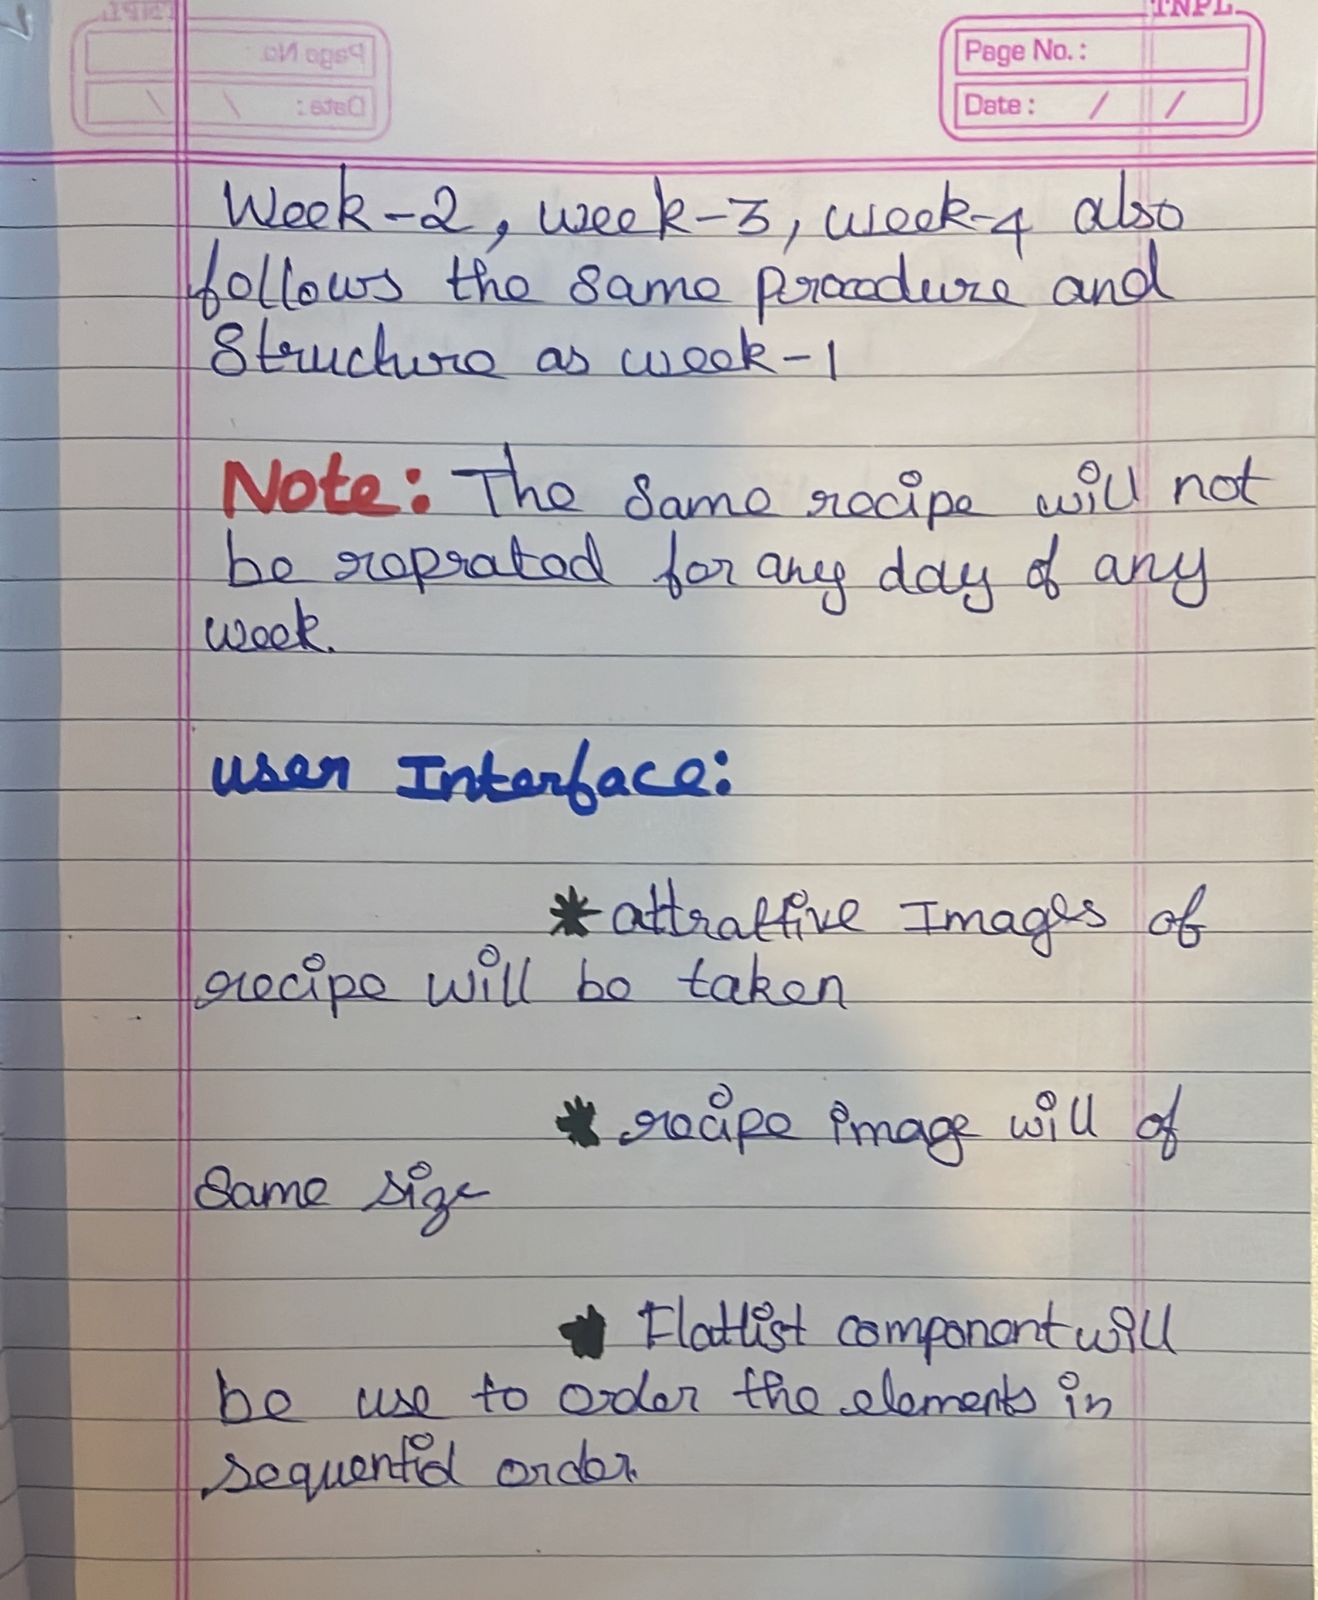 TNPL
Page No.:
Date: / /
Week-2, week-3, week-4 also
follows the same procedure and
Structure as week-1
Note: The same recipe will not
be reprated for any day of any
week.
user Interface:
* attraftive Images of
recipe will be taken
* recipe image will of
same size
* Flatlist component will
be use to order the elements in
sequential order.